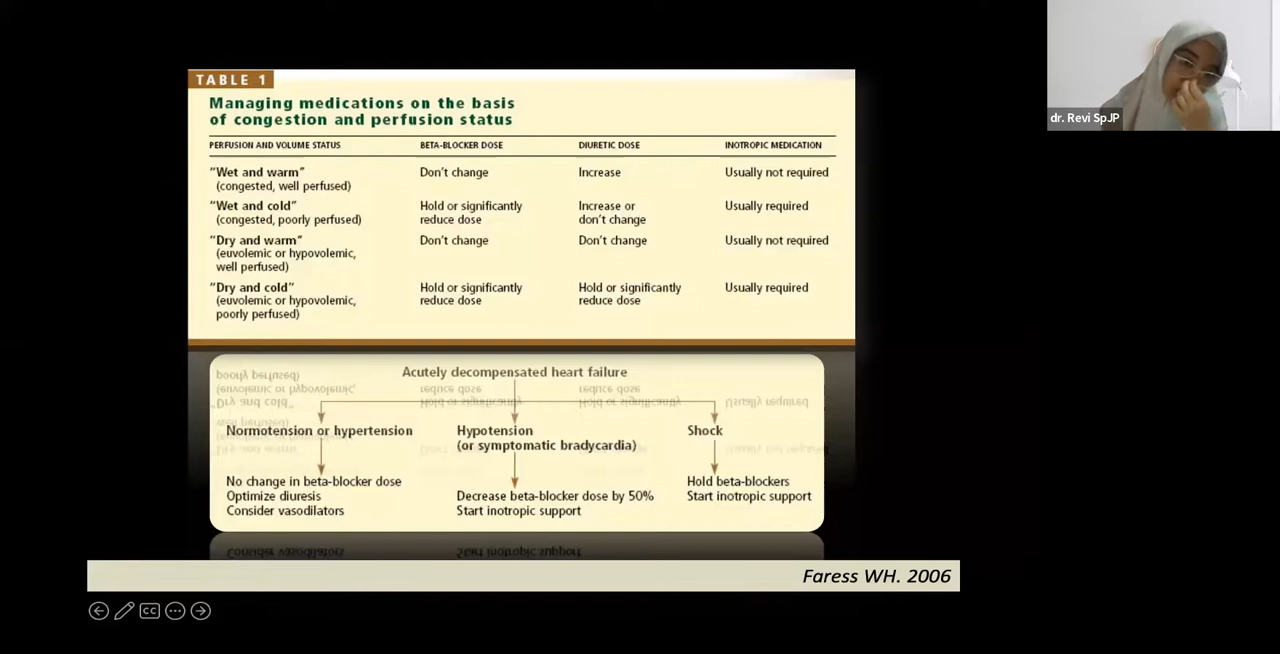 dr. Revi SpJP
TABLE 1
Managing medications on the basis
of congestion and perfusion status
PERFUSION AND VOLUME STATUS BETA-BLOCKER DOSE DIURETIC DOSE INOTROPIC MEDICATION
"Wet and warm" Don't change Increase Usually not required
(congested, well perfused)
"Wet and cold" Hold or significantly Increase or Usually required
(congested, poorly perfused) reduce dose don't change
"Dry and warm" Don't change Don't change Usually not required
(euvolemic or hypovolemic,
well perfused)
"Dry and cold" Hold or significantly Hold or significantly Usually required
(euvolemic or hypovolemic, reduce dose reduce dose
poorly perfused)
Acutely decompensated heart failure
Normotension or hypertension
Hypotension
(or symptomatic bradycardia)
Shock
No change in beta-blocker dose
Optimize diuresis
Consider vasodilators
Decrease beta-blocker dose by 50%
Start inotropic support
Hold beta-blockers
Start inotropic support
Faress WH. 2006
CC